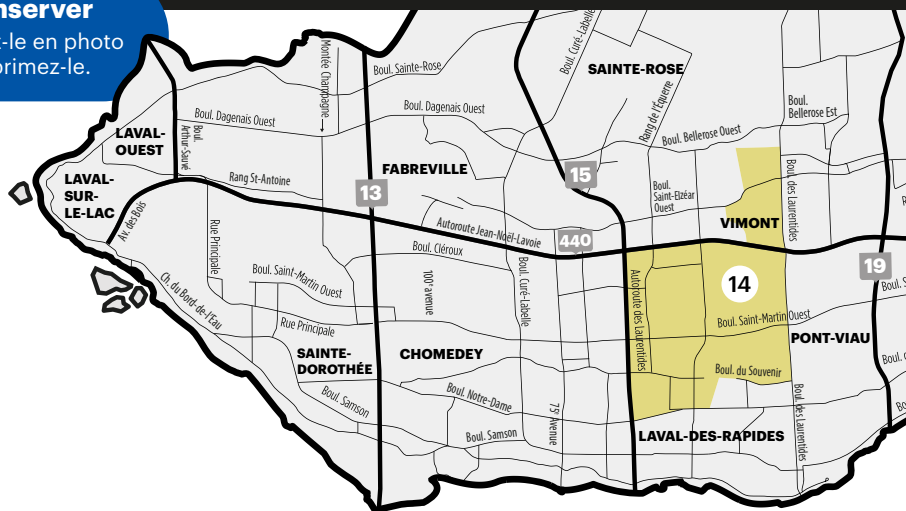 nserver
z-le en photo
primez-le.
Boul. Curé-Labelle
SAINTE-ROSE
Montée Champagne
Boul. Sainte-Rose
Rang de l'Équerre
Boul.
Bellerose Est
Boul. Dagenais Ouest
Boul. Dagenais Ouest
Boul. Bellerose Ouest
LAVAL-
OUEST
Boul.
Arthur-Sauvé
FABREVILLE
15
LAVAL-
SUR-
LE-LAC
Rang St-Antoine
13
Boul.
Saint-Elzéar
Ouest
Boul. des Laurentides
Av. des Bois
Rue Principale
VIMONT
Autoroute Jean-Noël-Lavoie
440
Boul. Cléroux
19
Boul. Saint-Martin Ouest
100e avenue
Boul. Curé-Labelle
Autoroute des Laurentides
14
Boul. S
Ch. du Bord-de-l'Eau
Rue Principale
Boul. Saint-Martin Ouest
PONT-VIAU
SAINTE-
DOROTHÉE
CHOMEDEY
Boul. du Souvenir
Boul. Samson
Boul. Notre-Dame
75e Avenue
Boul. des Laurentides
Boul. Samson
LAVAL-DES-RAPIDES